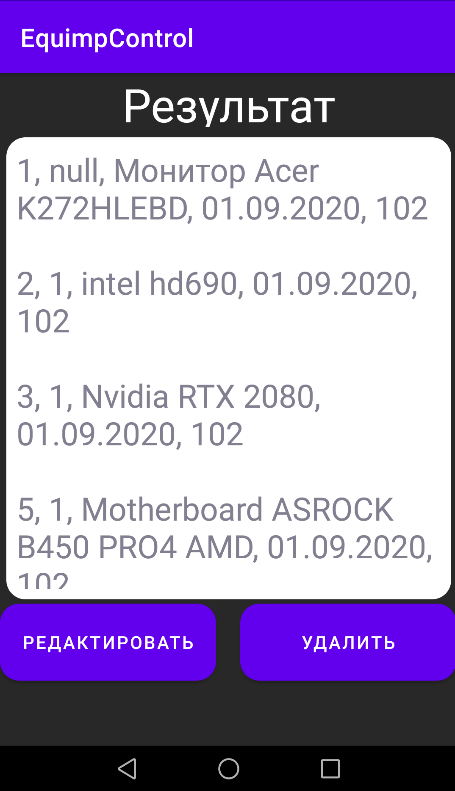 EquimpControl
Результат
1, null, Монитор Acer
K272HLEBD, 01.09.2020, 102
2, 1, intel hd690, 01.09.2020,
102
3, 1, Nvidia RTX 2080,
01.09.2020, 102
5, 1, Motherboard ASROCK
B450 PRO4 AMD, 01.09.2020,
102
РЕДАКТИРОВАТЬ
УДАЛИТЬ